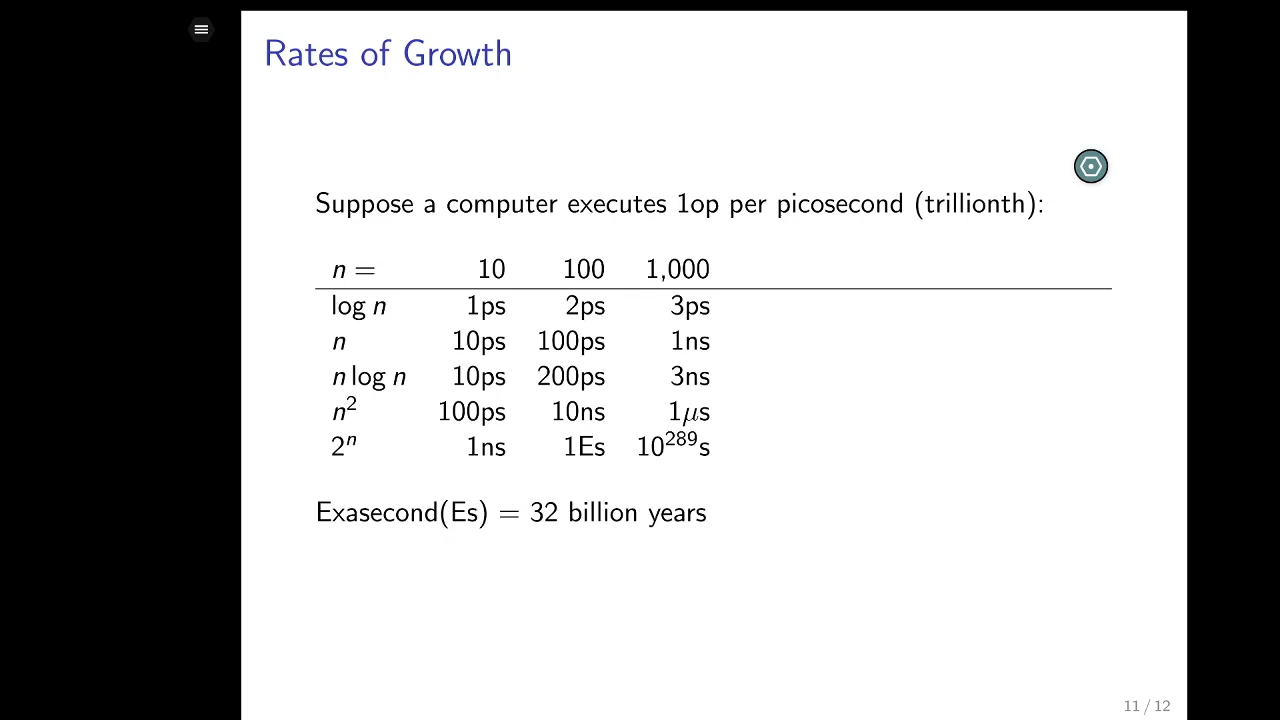 Rates of Growth
Suppose a computer executes 1op per picosecond (trillionth):
n = 10 100 1,000
log n 1ps 2ps 3ps
n 10ps 100ps 1ns
n log n 10ps 200ps 3ns
n² 100ps 10ns 1μs
2ⁿ 1ns 1Es 10²⁸⁹s
Exasecond(Es) = 32 billion years
11 / 12